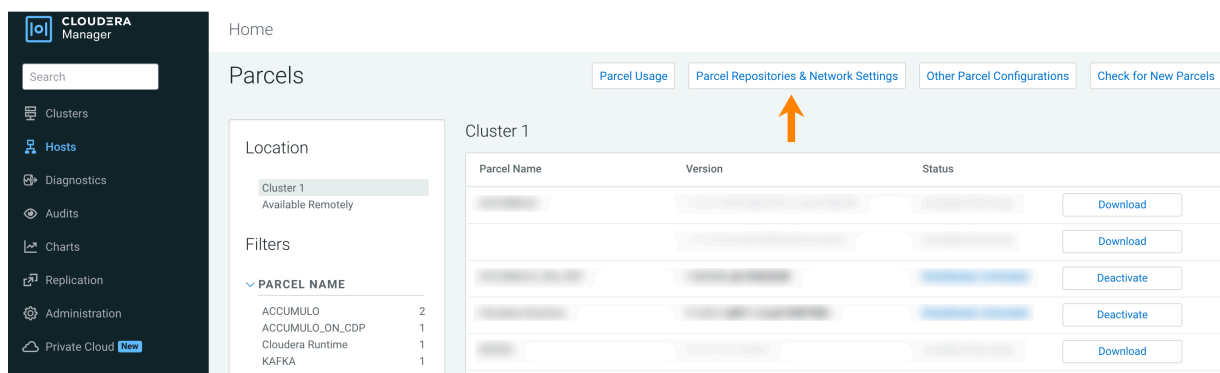 CLOUDERA
Manager
Search
Clusters
Hosts
Diagnostics
Audits
Charts
Replication
Administration
Private Cloud New
Home
Parcels
Parcel Usage
Parcel Repositories & Network Settings
Other Parcel Configurations
Check for New Parcels
Location
Cluster 1
Available Remotely
Filters
PARCEL NAME
ACCUMULO 2
ACCUMULO_ON_CDP 1
Cloudera Runtime 1
KAFKA 1
Cluster 1
Parcel Name Version Status
Download
Download
Deactivate
Deactivate
Download